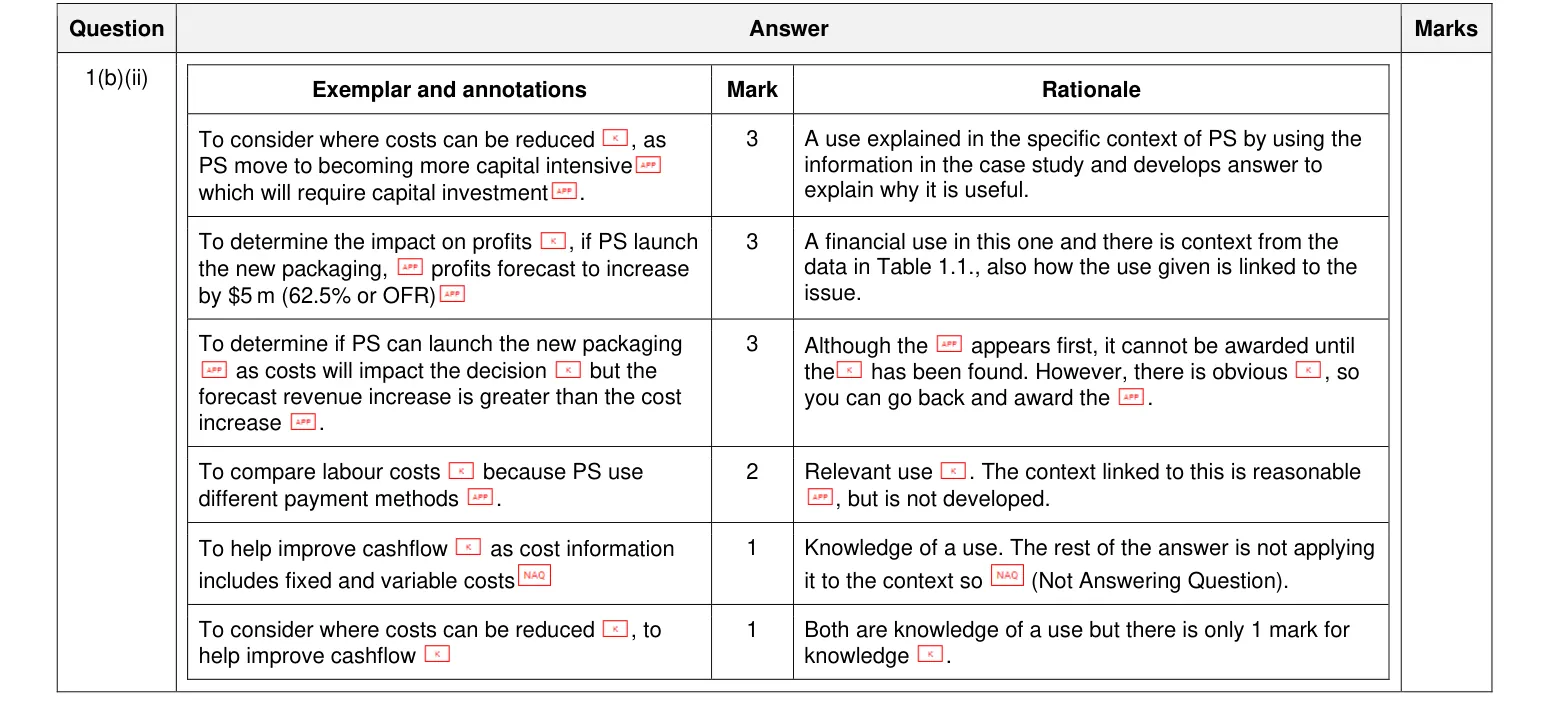 Question Answer Marks
1(b)(ii)
Exemplar and annotations Mark Rationale
To consider where costs can be reduced K , as
PS move to becoming more capital intensive APP
which will require capital investment APP .
3
A use explained in the specific context of PS by using the
information in the case study and develops answer to
explain why it is useful.
To determine the impact on profits K , if PS launch
the new packaging, APP profits forecast to increase
by $5 m (62.5% or OFR) APP
3
A financial use in this one and there is context from the
data in Table 1.1., also how the use given is linked to the
issue.
To determine if PS can launch the new packaging
APP as costs will impact the decision K but the
forecast revenue increase is greater than the cost
increase APP .
3
Although the APP appears first, it cannot be awarded until
the K has been found. However, there is obvious K , so
you can go back and award the APP .
To compare labour costs K because PS use
different payment methods APP .
2
Relevant use K . The context linked to this is reasonable
APP , but is not developed.
To help improve cashflow K as cost information
includes fixed and variable costs NAQ
1
Knowledge of a use. The rest of the answer is not applying
it to the context so NAQ (Not Answering Question).
To consider where costs can be reduced K , to
help improve cashflow K
1
Both are knowledge of a use but there is only 1 mark for
knowledge K .